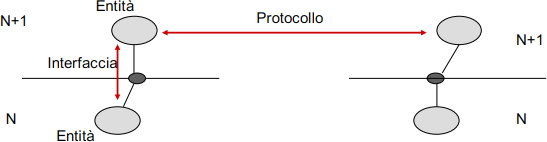 Entità
N+1
Protocollo
N+1
Interfaccia
N
N
Entità